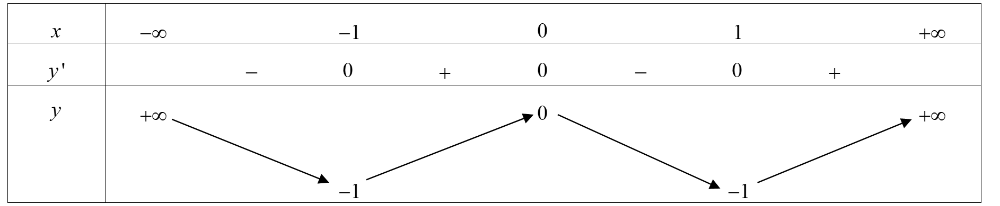 x −∞ −1 0 1 +∞
y' − 0 + 0 − 0 +
y +∞ 0 +∞
−1 −1